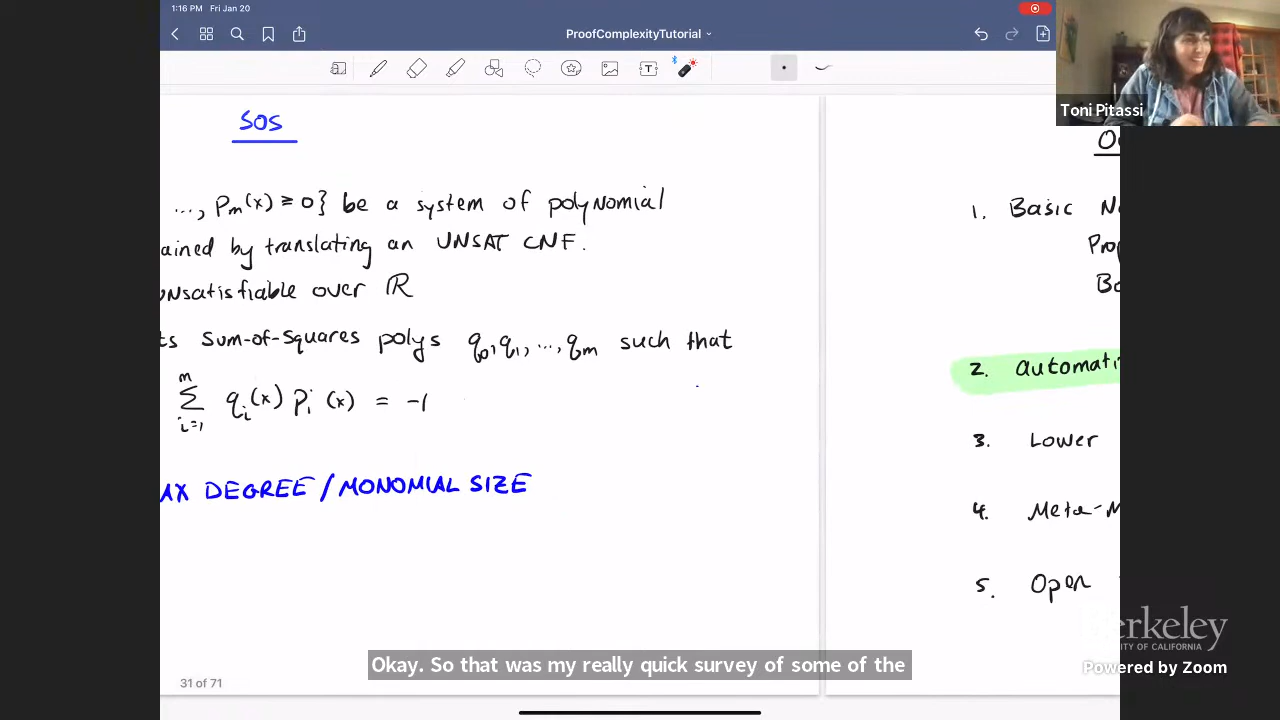 1:16 PM Fri Jan 20
ProofComplexityTutorial
Toni Pitassi
SOS
..., Pm(x) ≥ 0} be a system of polynomial
ained by translating an UNSAT CNF.
unsatisfiable over ℝ
ts sum-of-squares polys q0, q1, ..., qm such that
m
Σ qi(x) pi(x) = -1
i=1
AX DEGREE / MONOMIAL SIZE
31 of 71
1. Basic
Bo
2. automati
3. Lower
4. Meta-M
5. Open
Berkeley
UNIVERSITY OF CALIFORNIA
Powered by Zoom
Okay. So that was my really quick survey of some of the